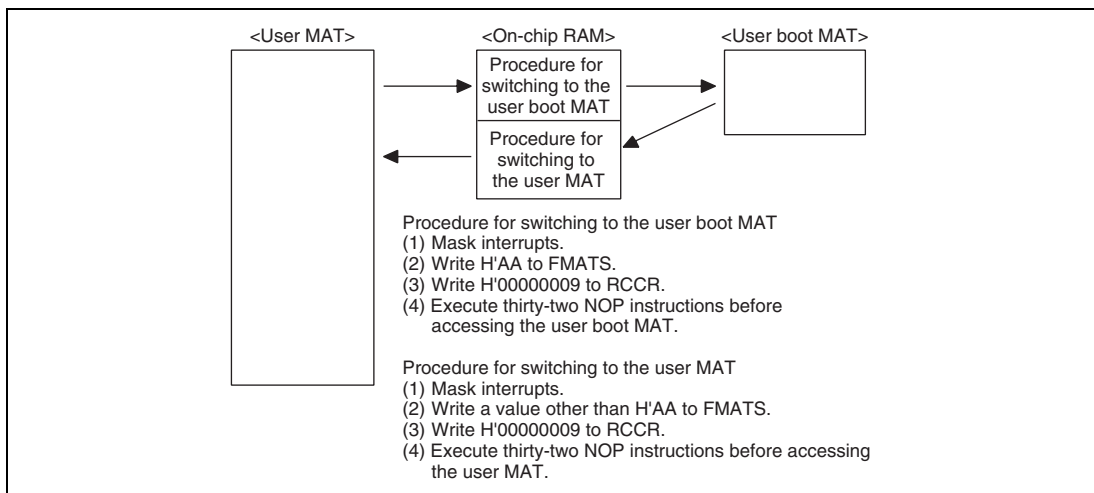 <User MAT>
<On-chip RAM>
<User boot MAT>
Procedure for
switching to the
user boot MAT
Procedure for
switching to
the user MAT
Procedure for switching to the user boot MAT
(1) Mask interrupts.
(2) Write H'AA to FMATS.
(3) Write H'00000009 to RCCR.
(4) Execute thirty-two NOP instructions before
accessing the user boot MAT.
Procedure for switching to the user MAT
(1) Mask interrupts.
(2) Write a value other than H'AA to FMATS.
(3) Write H'00000009 to RCCR.
(4) Execute thirty-two NOP instructions before accessing
the user MAT.